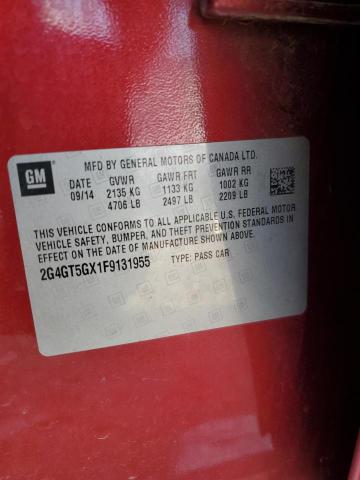 GM
MFD BY GENERAL MOTORS OF CANADA LTD.
DATE GVWR GAWR FRT GAWR RR
09/14 2135 KG 1133 KG 1002 KG
4706 LB 2497 LB 2209 LB
THIS VEHICLE CONFORMS TO ALL APPLICABLE U.S. FEDERAL MOTOR
VEHICLE SAFETY, BUMPER, AND THEFT PREVENTION STANDARDS IN
EFFECT ON THE DATE OF MANUFACTURE SHOWN ABOVE.
2G4GT5GX1F9131955 TYPE: PASS CAR